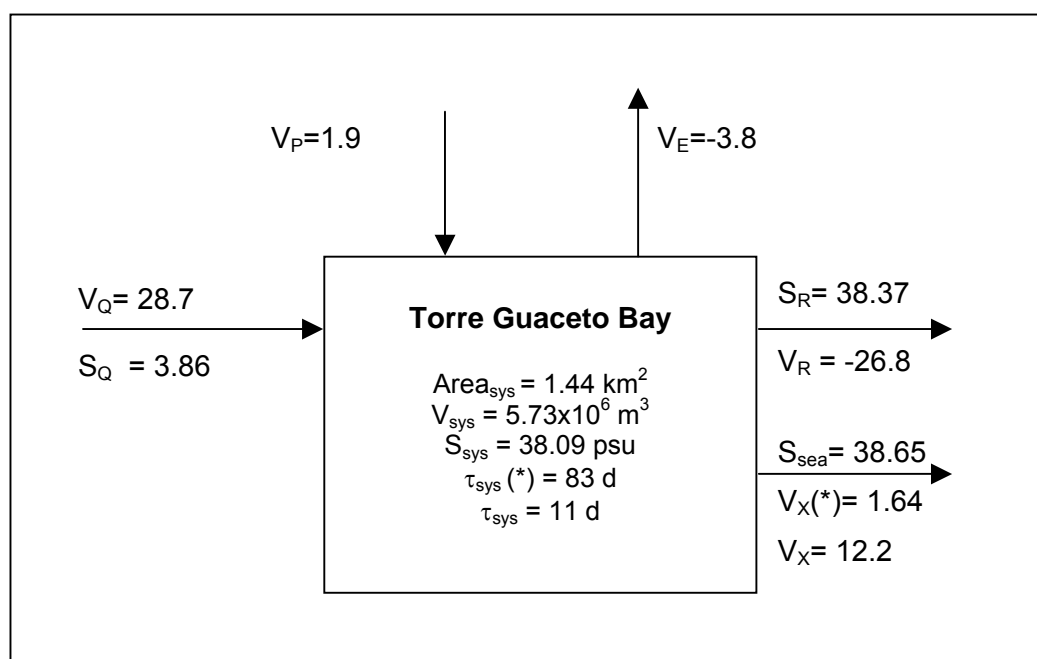 V_P=1.9
V_E=-3.8
V_Q= 28.7
S_Q = 3.86
Torre Guaceto Bay
Area_sys = 1.44 km²
V_sys = 5.73x10⁶ m³
S_sys = 38.09 psu
τ_sys (*) = 83 d
τ_sys = 11 d
S_R= 38.37
V_R = -26.8
S_sea= 38.65
V_X(*)= 1.64
V_X= 12.2